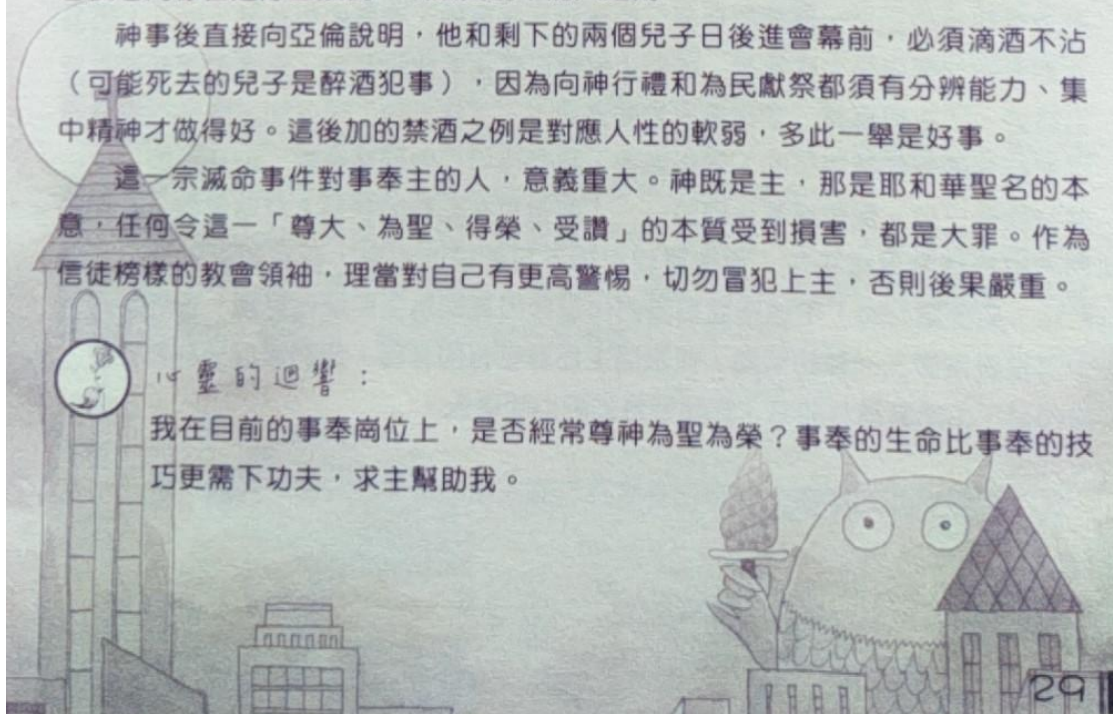 神事後直接向亞倫說明，他和剩下的兩個兒子日後進會幕前，必須滴酒不沾
（可能死去的兒子是醉酒犯事），因為向神行禮和為民獻祭都須有分辨能力、集
中精神才做得好。這後加的禁酒之例是對應人性的軟弱，多此一舉是好事。
這一宗滅命事件對事奉主的人，意義重大。神既是主，那是耶和華聖名的本
意，任何令這一「尊大、為聖、得榮、受讚」的本質受到損害，都是大罪。作為
信徒榜樣的教會領袖，理當對自己有更高警惕，切勿冒犯上主，否則後果嚴重。
心靈的迴響：
我在目前的事奉崗位上，是否經常尊神為聖為榮？事奉的生命比事奉的技
巧更需下功夫，求主幫助我。
29